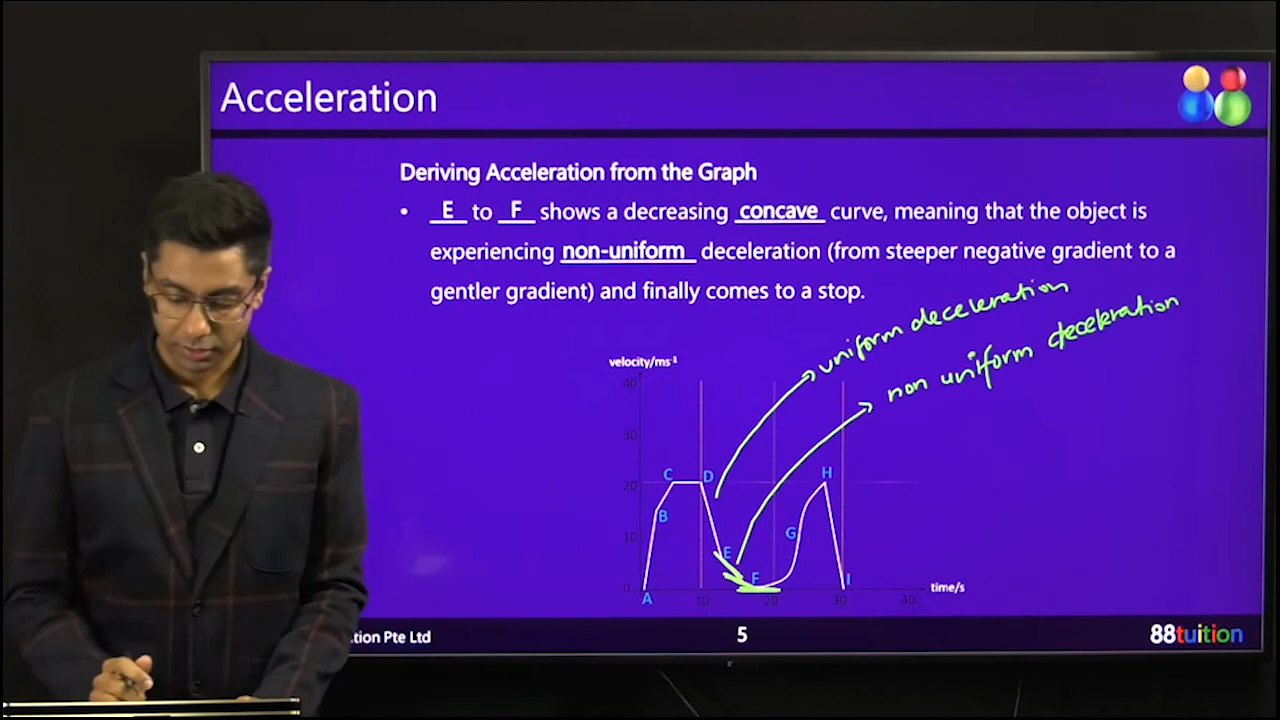 Acceleration
Deriving Acceleration from the Graph
• E to F shows a decreasing concave curve, meaning that the object is
experiencing non-uniform deceleration (from steeper negative gradient to a
gentler gradient) and finally comes to a stop.
uniform deceleration
non uniform deceleration
velocity/ms⁻¹
40
30
20
10
0
A
B
C
D
E
F
G
H
I
10
20
30
40
time/s
tion Pte Ltd
5
88tuition